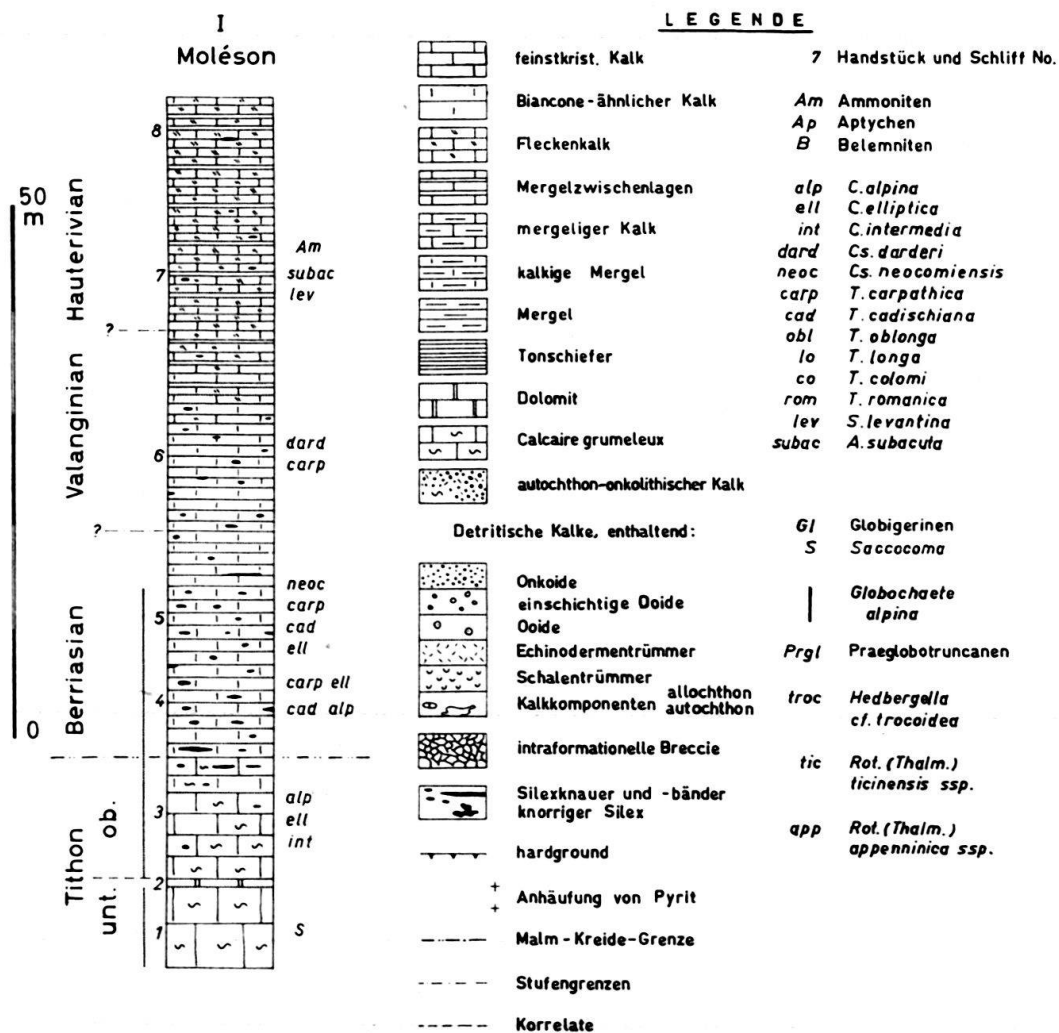 I
Moléson
8
50
m
Hauterivian
Am
7
subac
lev
?
Valanginian
dard
6
carp
?
neoc
5
carp
cad
ell
Berriasian
carp ell
4
cad alp
0
alp
3
ell
int
Tithon
ob.
unt.
2
1
S
LEGENDE
feinstkrist. Kalk
Biancone-ähnlicher Kalk
Fleckenkalk
Mergelzwischenlagen
mergeliger Kalk
kalkige Mergel
Mergel
Tonschiefer
Dolomit
Calcaire grumeleux
autochthon-onkolithischer Kalk
Detritische Kalke, enthaltend:
Onkoide
einschichtige Ooide
Ooide
Echinodermentrümmer
Schalentrümmer
Kalkkomponenten allochthon
autochthon
intraformationelle Breccie
Silexknauer und -bänder
knorriger Silex
hardground
Anhäufung von Pyrit
Malm-Kreide-Grenze
Stufengrenzen
Korrelate
7 Handstück und Schliff No.
Am Ammoniten
Ap Aptychen
B Belemniten
alp C. alpina
ell C. elliptica
int C. intermedia
dard Cs. darderi
neoc Cs. neocomiensis
carp T. carpathica
cad T. cadischiana
obl T. oblonga
lo T. longa
co T. colomi
rom T. romanica
lev S. levantina
subac A. subacuta
Gl Globigerinen
S Saccocoma
Globochaete
alpina
Prgl Praeglobotruncanen
troc Hedbergella
cf. trocoidea
tic Rot. (Thalm.)
ticinensis ssp.
app Rot. (Thalm.)
appenninica ssp.